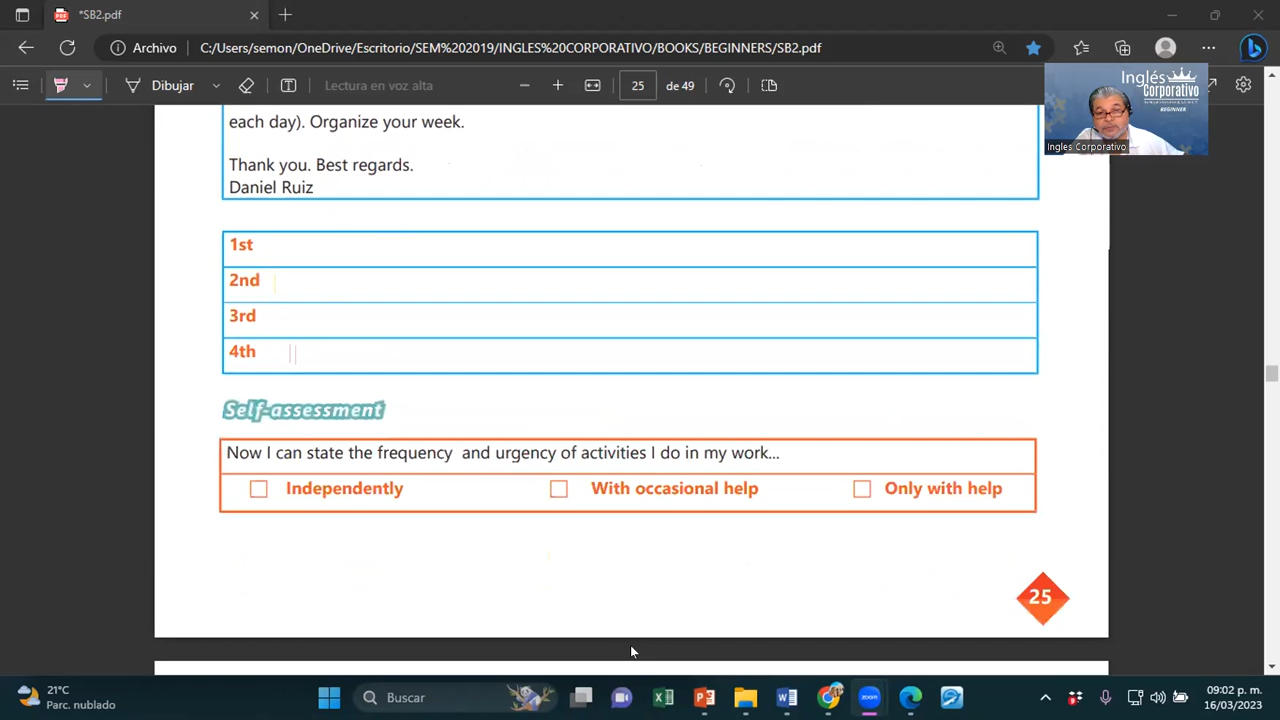 *SB2.pdf
Archivo
C:/Users/semon/OneDrive/Escritorio/SEM%202019/INGLES%20CORPORATIVO/BOOKS/BEGINNERS/SB2.pdf
Dibujar
Lectura en voz alta
25
de 49
Inglés
Corporativo
BEGINNER
Ingles Corporativo
each day). Organize your week.
Thank you. Best regards.
Daniel Ruiz
1st
2nd
3rd
4th
Self-assessment
Now I can state the frequency and urgency of activities I do in my work...
Independently
With occasional help
Only with help
25
21°C
Parc. nublado
Buscar
zoom
09:02 p. m.
16/03/2023